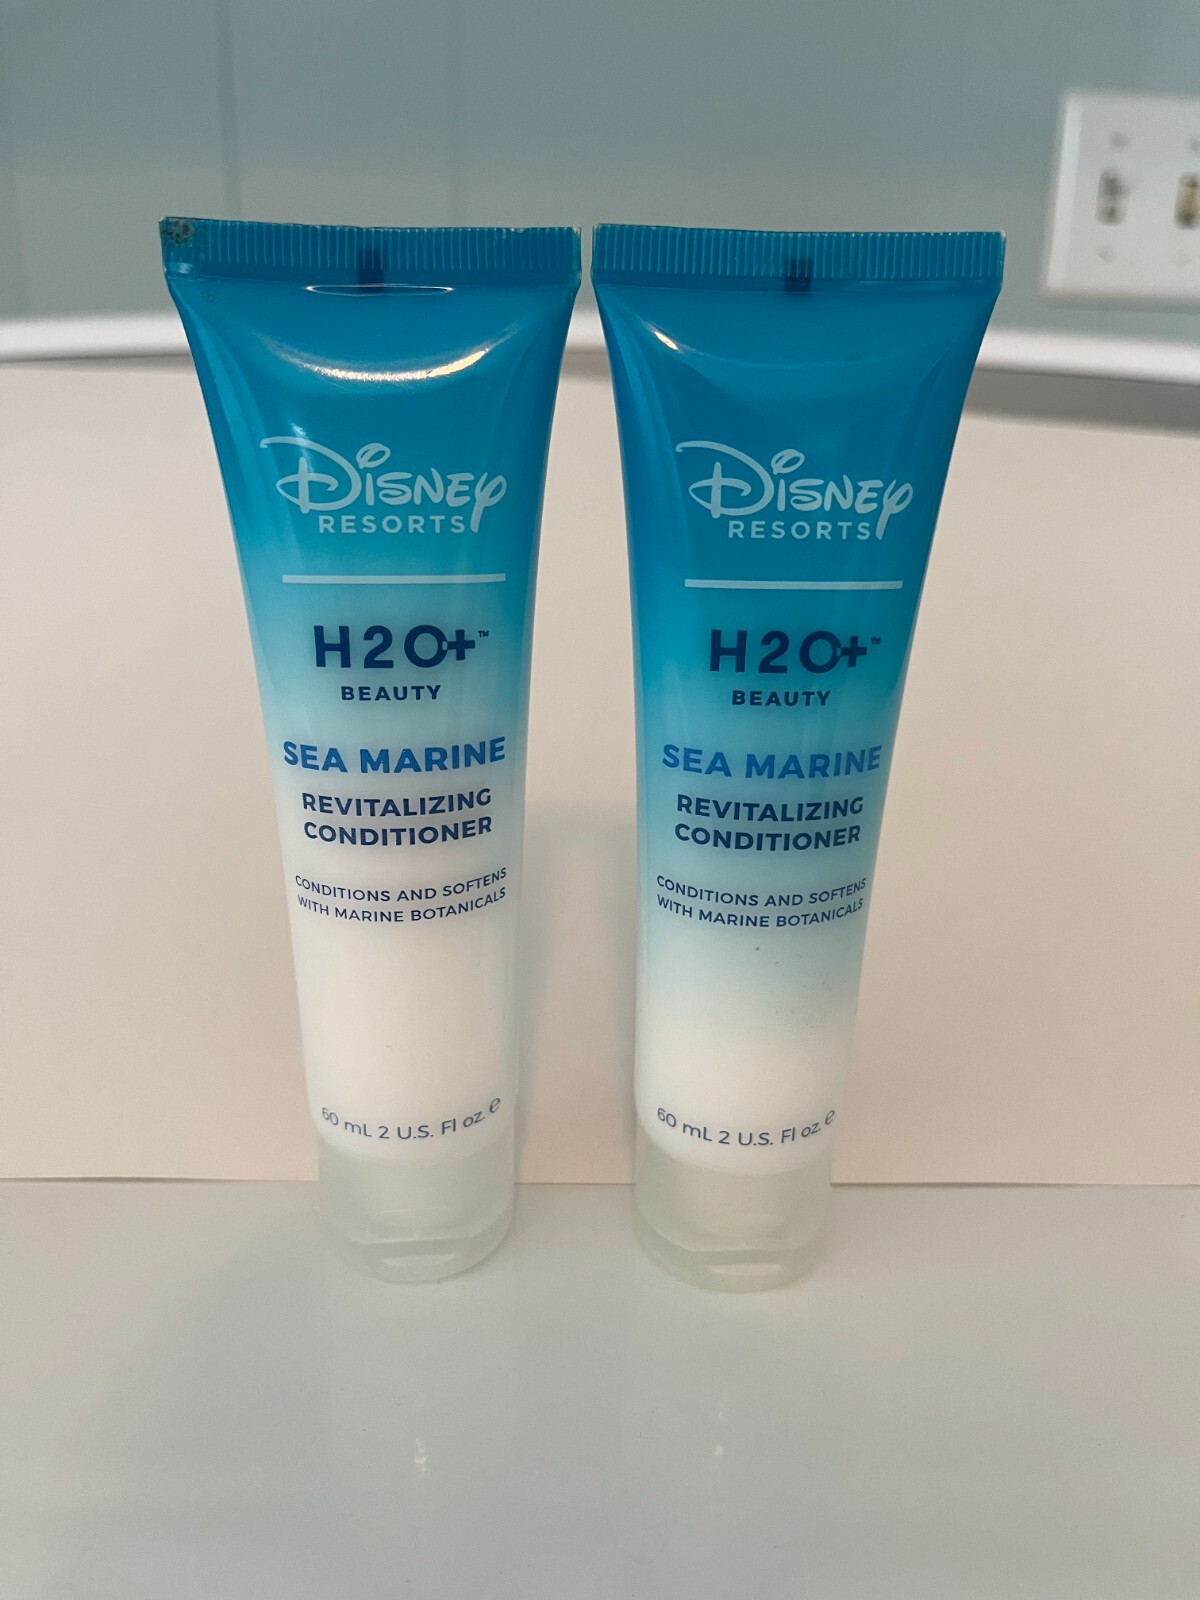 DISNEY
RESORTS
H2O+™
BEAUTY
SEA MARINE
REVITALIZING
CONDITIONER
CONDITIONS AND SOFTENS
WITH MARINE BOTANICALS
60 mL 2 U.S. Fl oz. ℮
DISNEY
RESORTS
H2O+™
BEAUTY
SEA MARINE
REVITALIZING
CONDITIONER
CONDITIONS AND SOFTENS
WITH MARINE BOTANICALS
60 mL 2 U.S. Fl oz. ℮